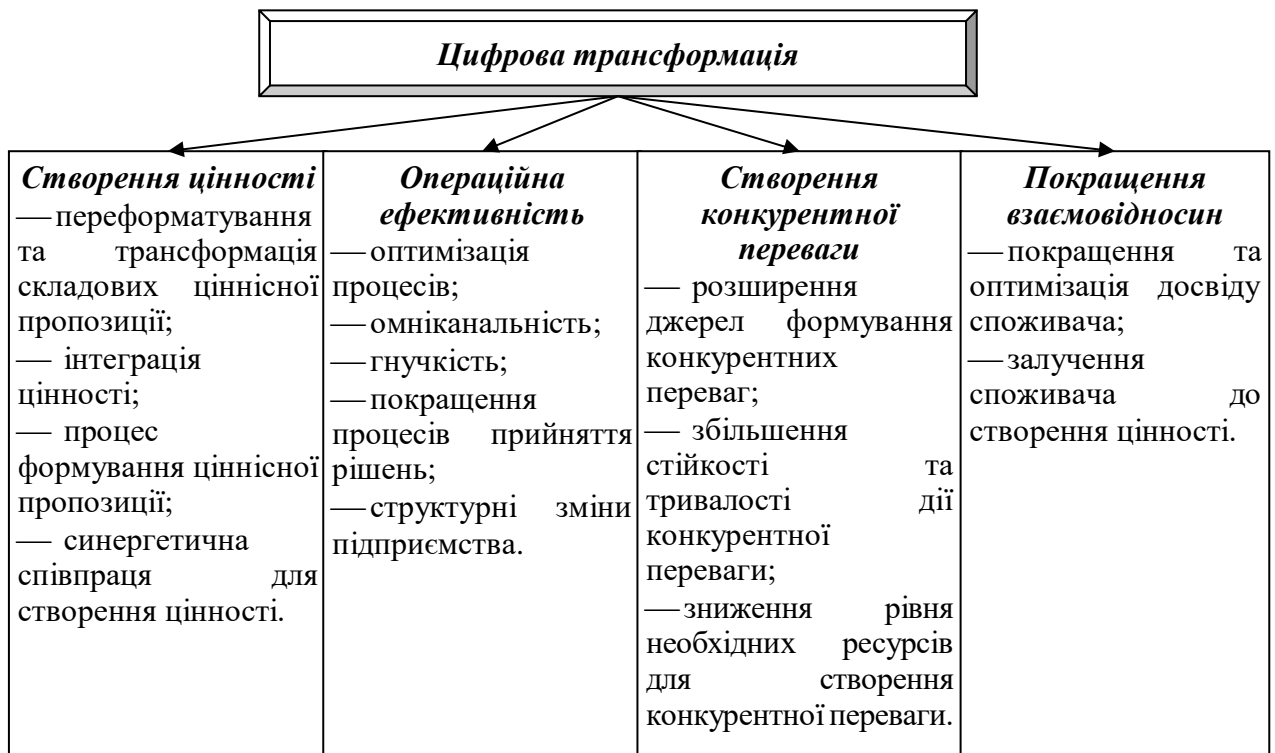 Цифрова трансформація
Створення цінності
— переформатування
та трансформація
складових ціннісної
пропозиції;
— інтеграція
цінності;
— процес
формування ціннісної
пропозиції;
— синергетична
співпраця для
створення цінності.
Операційна
ефективність
— оптимізація
процесів;
— омніканальність;
— гнучкість;
— покращення
процесів прийняття
рішень;
— структурні зміни
підприємства.
Створення
конкурентної
переваги
— розширення
джерел формування
конкурентних
переваг;
— збільшення
стійкості та
тривалості дії
конкурентної
переваги;
— зниження рівня
необхідних ресурсів
для створення
конкурентної переваги.
Покращення
взаємовідносин
— покращення та
оптимізація досвіду
споживача;
— залучення
споживача до
створення цінності.